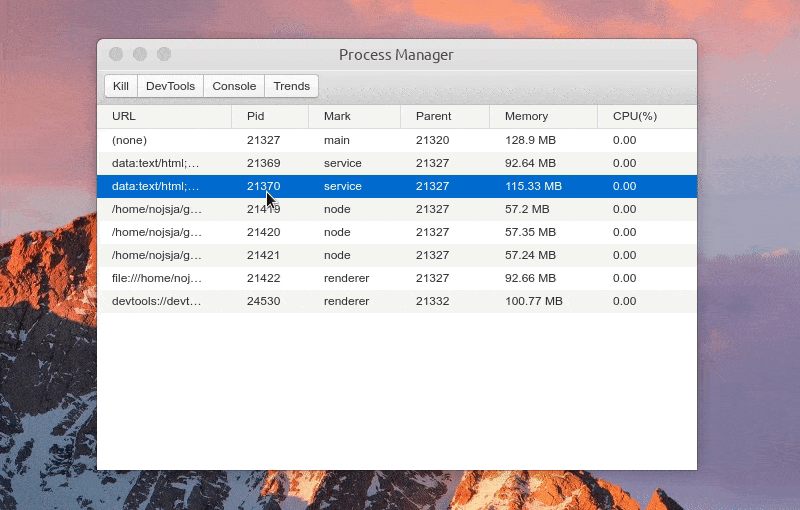 Process Manager
Kill DevTools Console Trends
URL Pid Mark Parent Memory CPU(%)
(none) 21327 main 21320 128.9 MB 0.00
data:text/html;… 21369 service 21327 92.64 MB 0.00
data:text/html;… 21370 service 21327 115.33 MB 0.00
/home/nojsja/g… 21419 node 21327 57.2 MB 0.00
/home/nojsja/g… 21420 node 21327 57.35 MB 0.00
/home/nojsja/g… 21421 node 21327 57.24 MB 0.00
file:///home/noj… 21422 renderer 21327 92.66 MB 0.00
devtools://devt… 24530 renderer 21332 100.77 MB 0.00